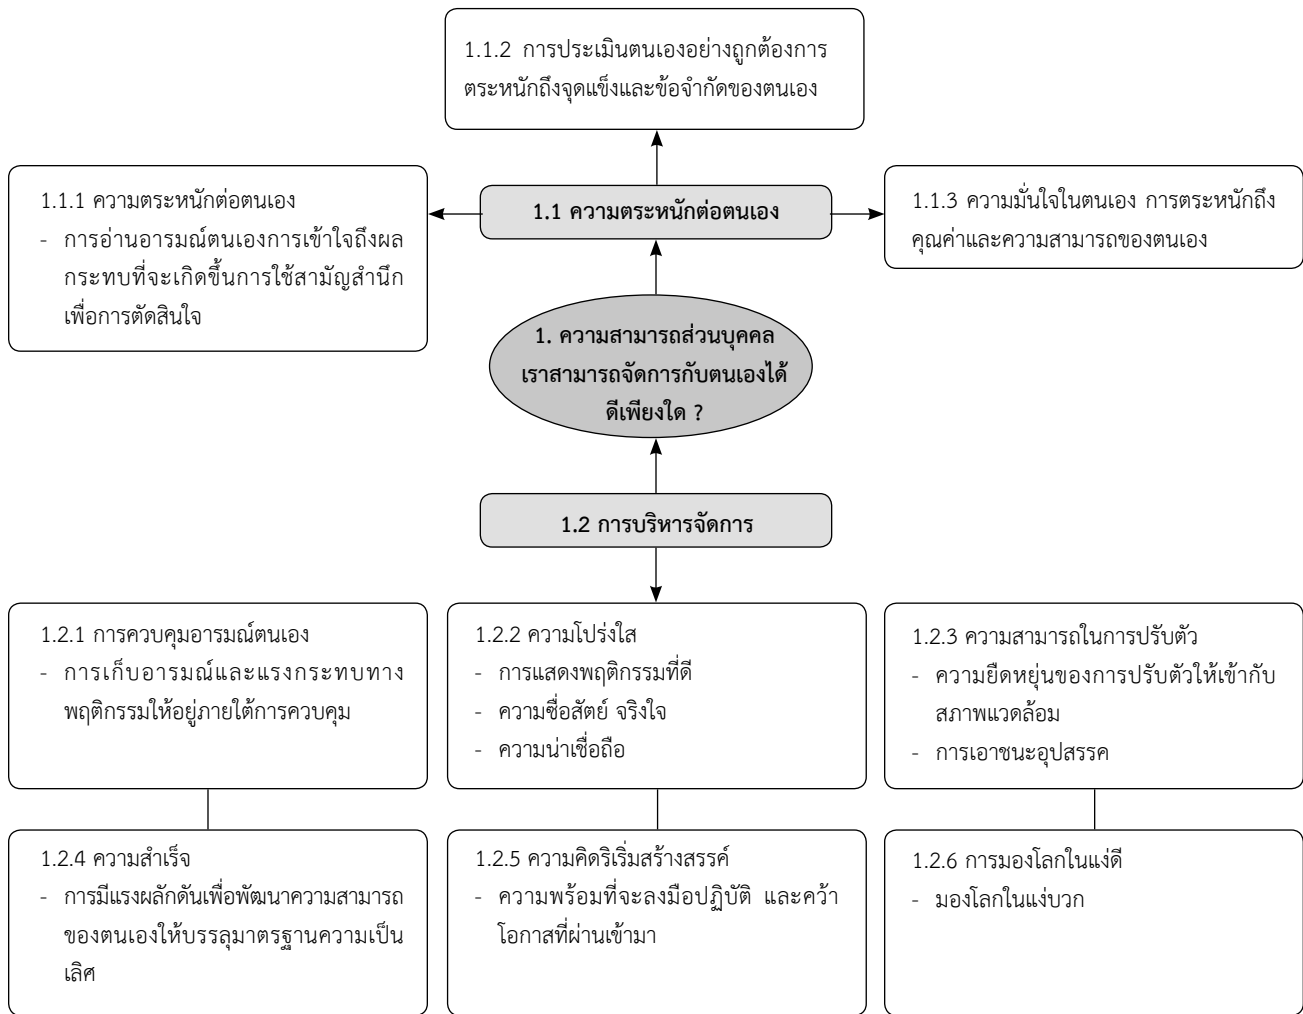 1.1.2 การประเมินตนเองอย่างถูกต้องการ
ตระหนักถึงจุดแข็งและข้อจำกัดของตนเอง
1.1.1 ความตระหนักต่อตนเอง
- การอ่านอารมณ์ตนเองการเข้าใจถึงผล
กระทบที่จะเกิดขึ้นการใช้สามัญสำนึก
เพื่อการตัดสินใจ
1.1 ความตระหนักต่อตนเอง
1.1.3 ความมั่นใจในตนเอง การตระหนักถึง
คุณค่าและความสามารถของตนเอง
1. ความสามารถส่วนบุคคล
เราสามารถจัดการกับตนเองได้
ดีเพียงใด ?
1.2 การบริหารจัดการ
1.2.1 การควบคุมอารมณ์ตนเอง
- การเก็บอารมณ์และแรงกระทบทาง
พฤติกรรมให้อยู่ภายใต้การควบคุม
1.2.2 ความโปร่งใส
- การแสดงพฤติกรรมที่ดี
- ความซื่อสัตย์ จริงใจ
- ความน่าเชื่อถือ
1.2.3 ความสามารถในการปรับตัว
- ความยืดหยุ่นของการปรับตัวให้เข้ากับ
สภาพแวดล้อม
- การเอาชนะอุปสรรค
1.2.4 ความสำเร็จ
- การมีแรงผลักดันเพื่อพัฒนาความสามารถ
ของตนเองให้บรรลุมาตรฐานความเป็น
เลิศ
1.2.5 ความคิดริเริ่มสร้างสรรค์
- ความพร้อมที่จะลงมือปฏิบัติ และคว้า
โอกาสที่ผ่านเข้ามา
1.2.6 การมองโลกในแง่ดี
- มองโลกในแง่บวก